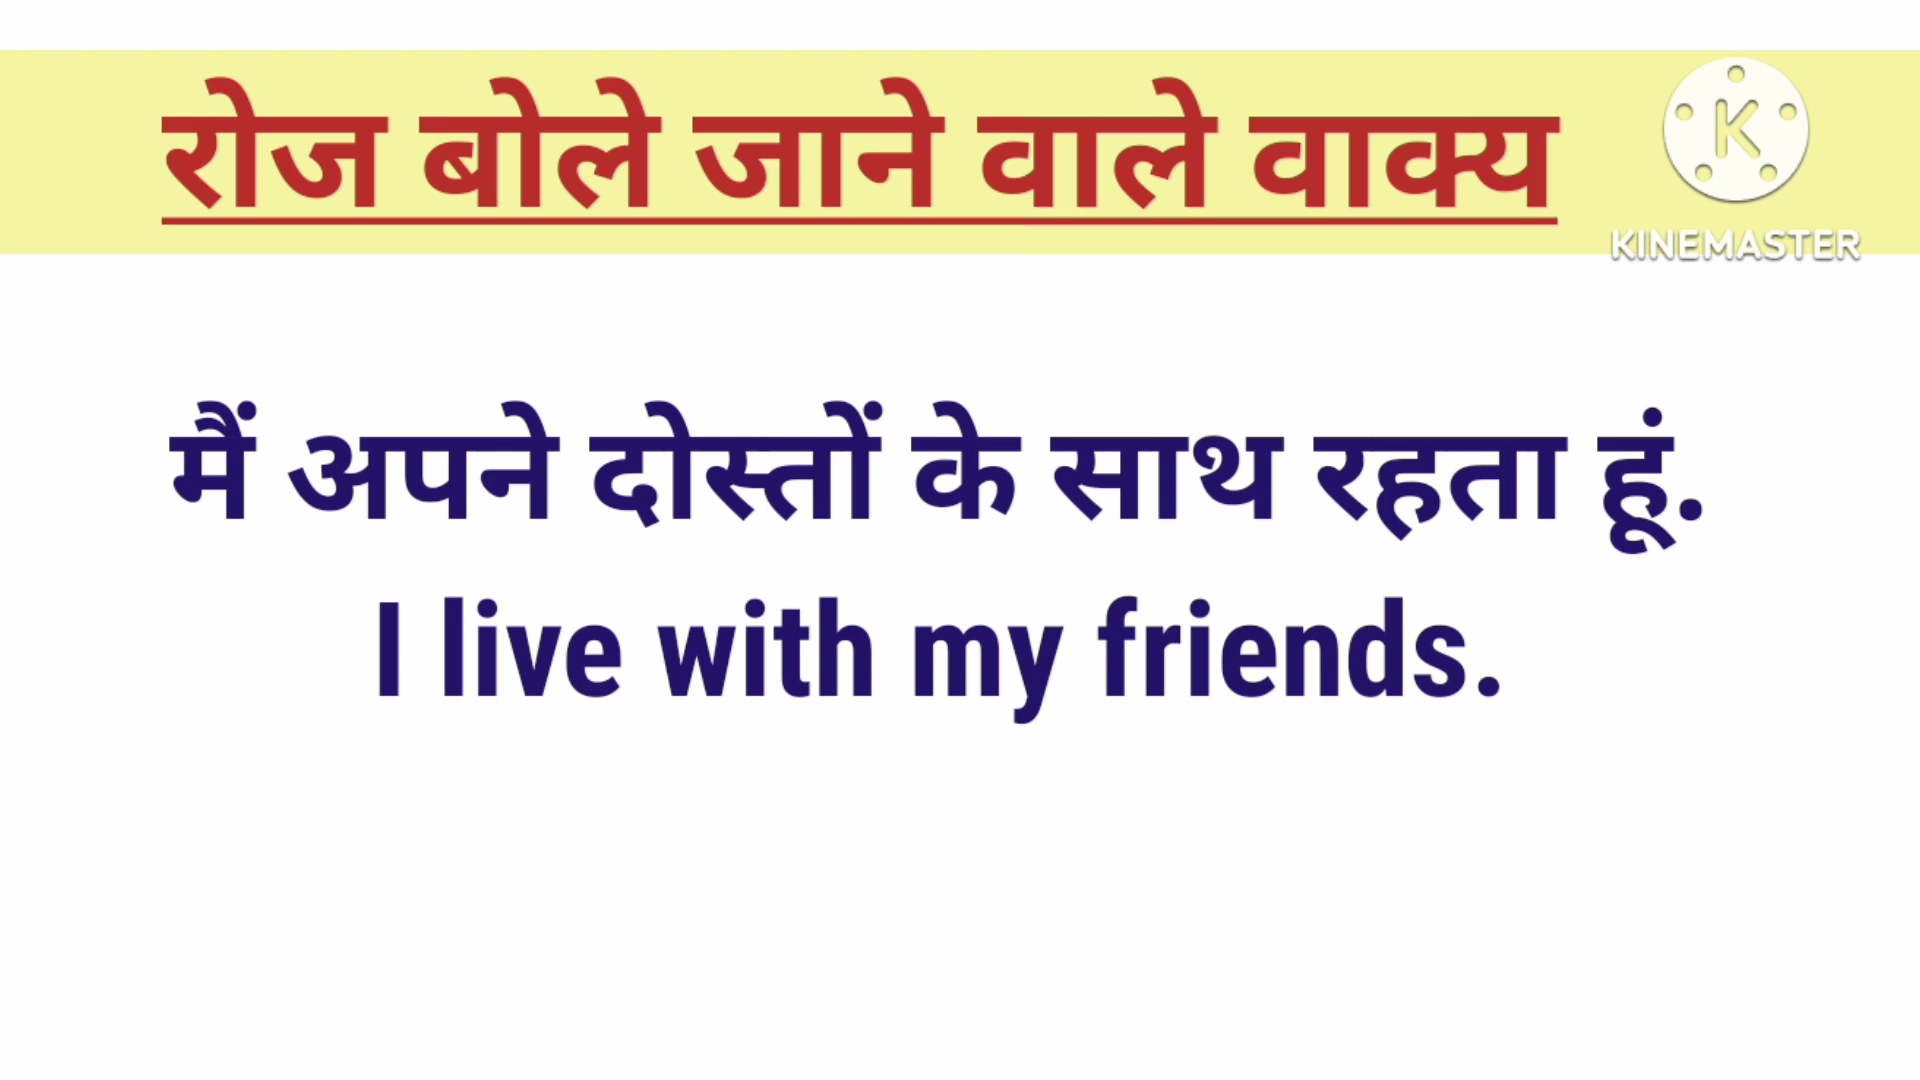 रोज बोले जाने वाले वाक्य
K
KINEMASTER
मैं अपने दोस्तों के साथ रहता हूं.
I live with my friends.